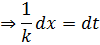 ⇒ 1/k dx = dt